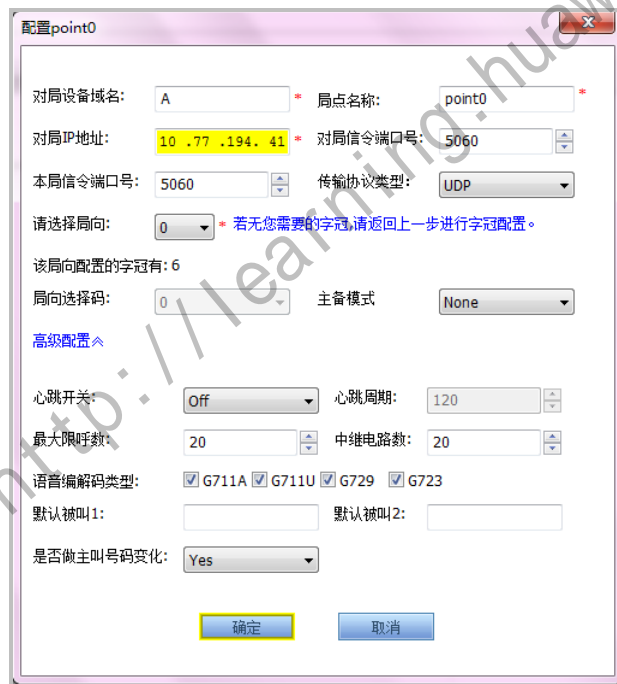 配置point0
对局设备域名: A * 局点名称: point0 *
对局IP地址: 10 .77 .194. 41 * 对局信令端口号: 5060
本局信令端口号: 5060 传输协议类型: UDP
请选择局向: 0 * 若无您需要的字冠,请返回上一步进行字冠配置。
该局向配置的字冠有: 6
局向选择码: 0 主备模式 None
高级配置
心跳开关: Off 心跳周期: 120
最大限呼数: 20 中继电路数: 20
语音编解码类型: G711A G711U G729 G723
默认被叫1: 默认被叫2:
是否做主叫号码变化: Yes
确定 取消
http://learning.huaw